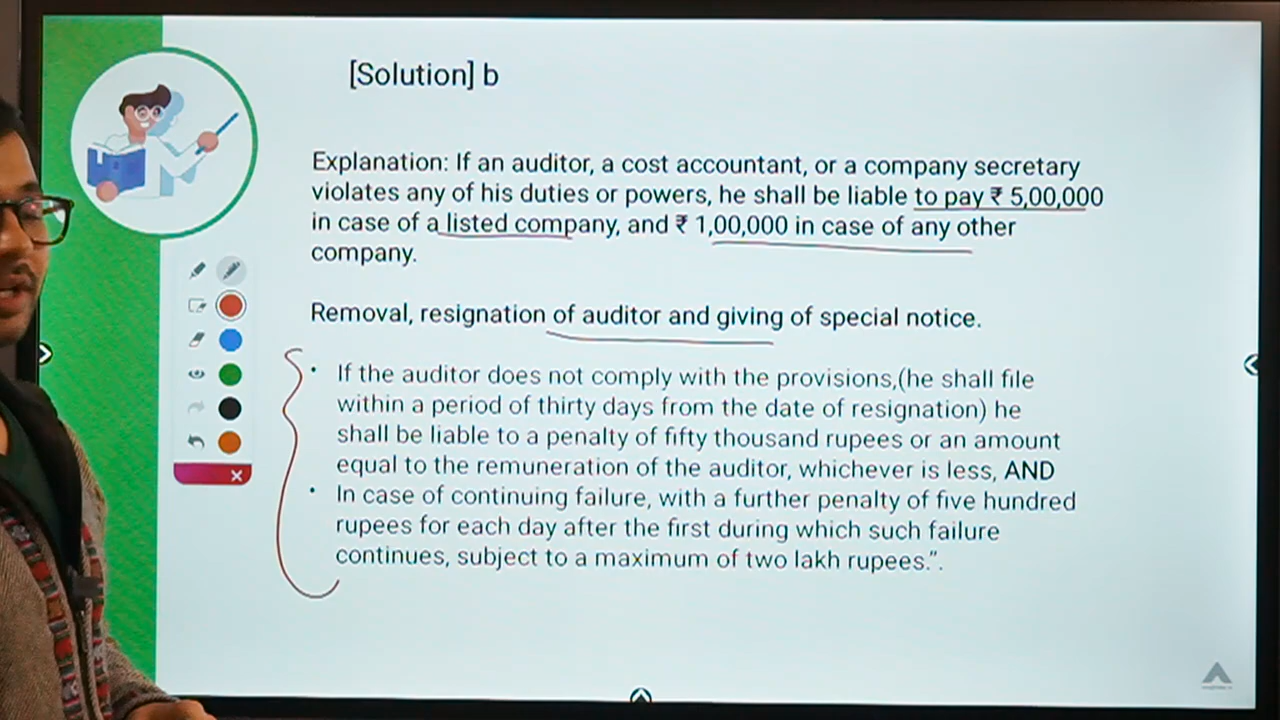 [Solution] b
Explanation: If an auditor, a cost accountant, or a company secretary
violates any of his duties or powers, he shall be liable to pay ₹ 5,00,000
in case of a listed company, and ₹ 1,00,000 in case of any other
company.
Removal, resignation of auditor and giving of special notice.
• If the auditor does not comply with the provisions,(he shall file
within a period of thirty days from the date of resignation) he
shall be liable to a penalty of fifty thousand rupees or an amount
equal to the remuneration of the auditor, whichever is less, AND
• In case of continuing failure, with a further penalty of five hundred
rupees for each day after the first during which such failure
continues, subject to a maximum of two lakh rupees.”.